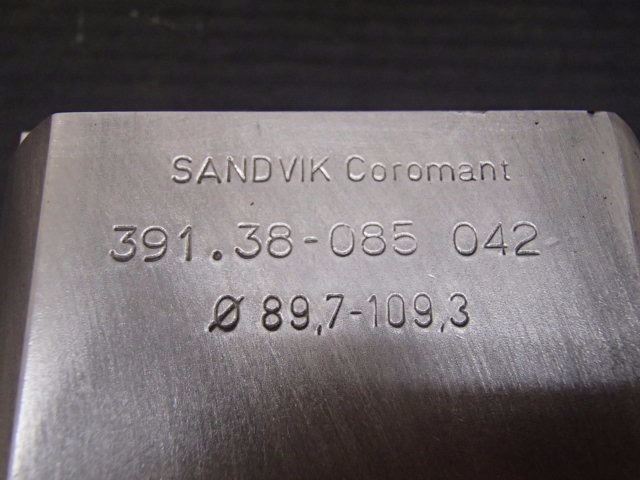 SANDVIK Coromant
391.38-085 042
Ø 89,7-109,3